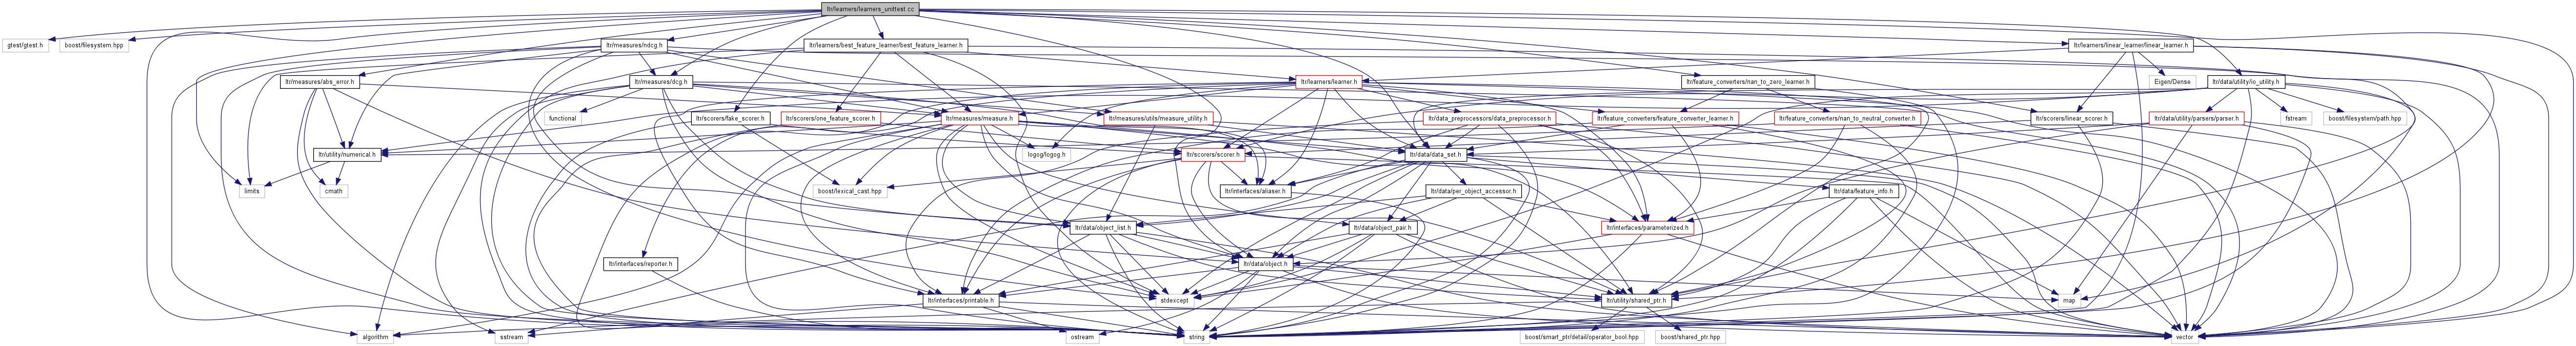 ltr/learners/learners_unittest.cc
gtest/gtest.h
boost/filesystem.hpp
ltr/measures/ndcg.h
ltr/learners/best_feature_learner/best_feature_learner.h
ltr/learners/linear_learner/linear_learner.h
ltr/measures/abs_error.h
ltr/measures/dcg.h
ltr/learners/learner.h
ltr/feature_converters/nan_to_zero_learner.h
Eigen/Dense
ltr/data/utility/io_utility.h
functional
ltr/scorers/fake_scorer.h
ltr/scorers/one_feature_scorer.h
ltr/measures/measure.h
ltr/measures/utils/measure_utility.h
ltr/data_preprocessors/data_preprocessor.h
ltr/feature_converters/feature_converter_learner.h
ltr/feature_converters/nan_to_neutral_converter.h
ltr/scorers/linear_scorer.h
ltr/data/utility/parsers/parser.h
fstream
boost/filesystem/path.hpp
ltr/utility/numerical.h
logog/logog.h
ltr/scorers/scorer.h
ltr/data/data_set.h
limits
cmath
boost/lexical_cast.hpp
ltr/interfaces/aliaser.h
ltr/data/per_object_accessor.h
ltr/data/feature_info.h
ltr/data/object_list.h
ltr/data/object_pair.h
ltr/interfaces/parameterized.h
ltr/interfaces/reporter.h
ltr/data/object.h
ltr/interfaces/printable.h
stdexcept
ltr/utility/shared_ptr.h
map
algorithm
sstream
ostream
string
boost/smart_ptr/detail/operator_bool.hpp
boost/shared_ptr.hpp
vector